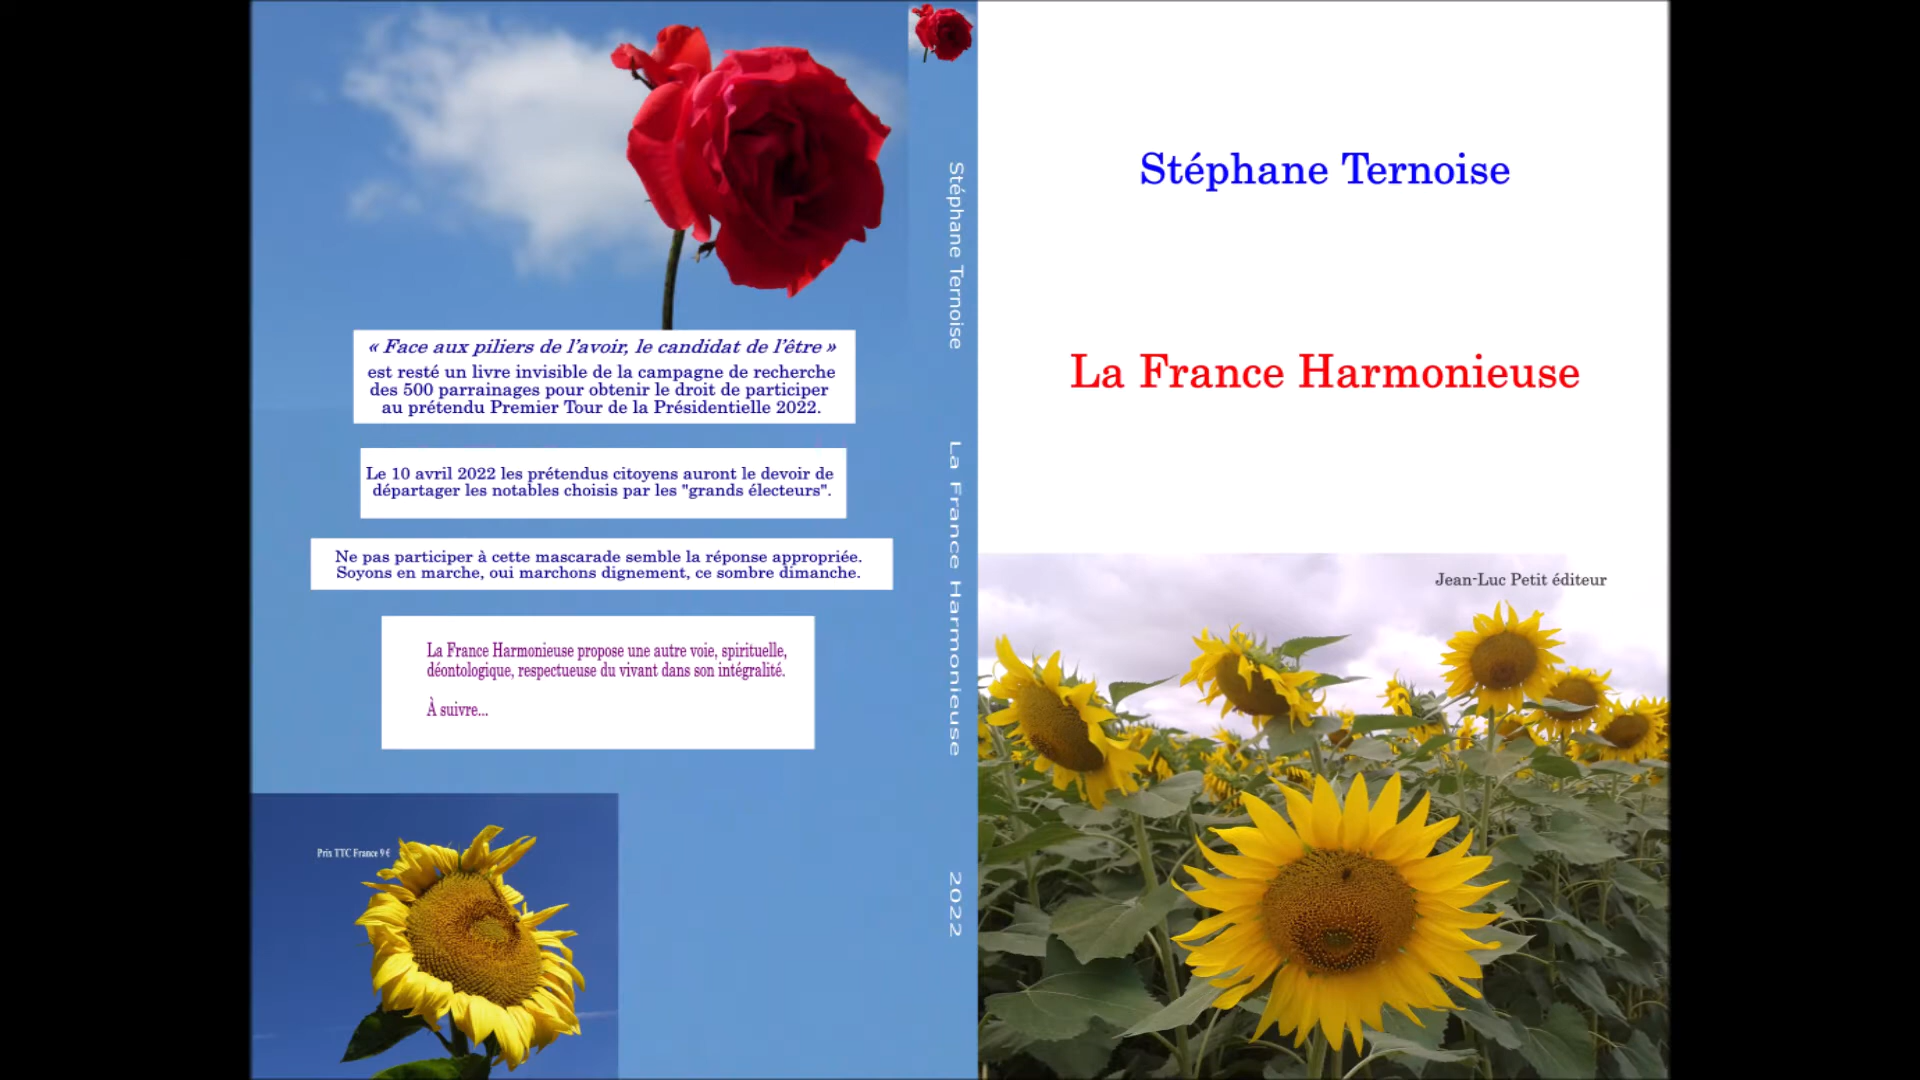 « Face aux piliers de l'avoir, le candidat de l'être »
est resté un livre invisible de la campagne de recherche
des 500 parrainages pour obtenir le droit de participer
au prétendu Premier Tour de la Présidentielle 2022.
Le 10 avril 2022 les prétendus citoyens auront le devoir de
départager les notables choisis par les "grands électeurs".
Ne pas participer à cette mascarade semble la réponse appropriée.
Soyons en marche, oui marchons dignement, ce sombre dimanche.
La France Harmonieuse propose une autre voie, spirituelle,
déontologique, respectueuse du vivant dans son intégralité.
À suivre...
Prix TTC France 9 €
Stéphane Ternoise
La France Harmonieuse
2022
Stéphane Ternoise
La France Harmonieuse
Jean-Luc Petit éditeur